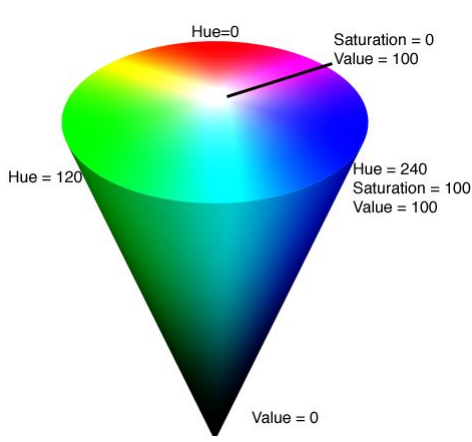 Hue=0
Saturation = 0
Value = 100
Hue = 120
Hue = 240
Saturation = 100
Value = 100
Value = 0